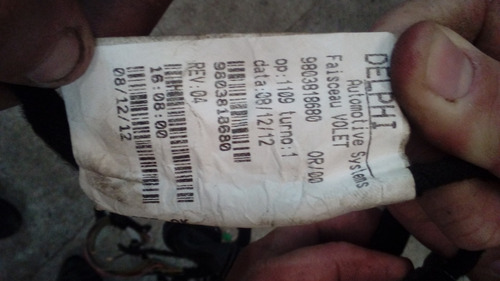 DELPHI
Automotive Systems
Faisceau VOLET
9803818680 OR/00
op:1109 turno:1
data:08/12/12
9803818680
REV:04
16:08:00
08/12/12